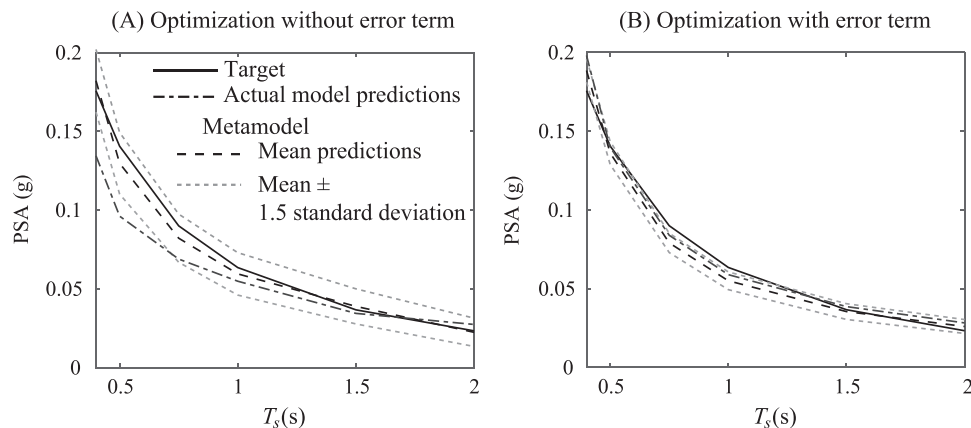 (A) Optimization without error term
0.2
0.15
0.1
0.05
0
PSA (g)
Target
Actual model predictions
Metamodel
Mean predictions
Mean ±
1.5 standard deviation
0.5 1 1.5 2
Ts(s)
(B) Optimization with error term
0.2
0.15
0.1
0.05
0
PSA (g)
0.5 1 1.5 2
Ts(s)